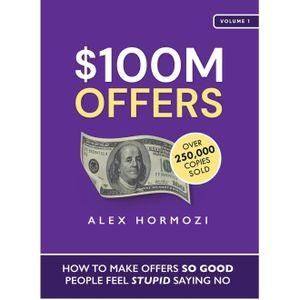 VOLUME 1
$100M
OFFERS
OVER
250,000
COPIES
SOLD
ALEX HORMOZI
HOW TO MAKE OFFERS SO GOOD
PEOPLE FEEL STUPID SAYING NO